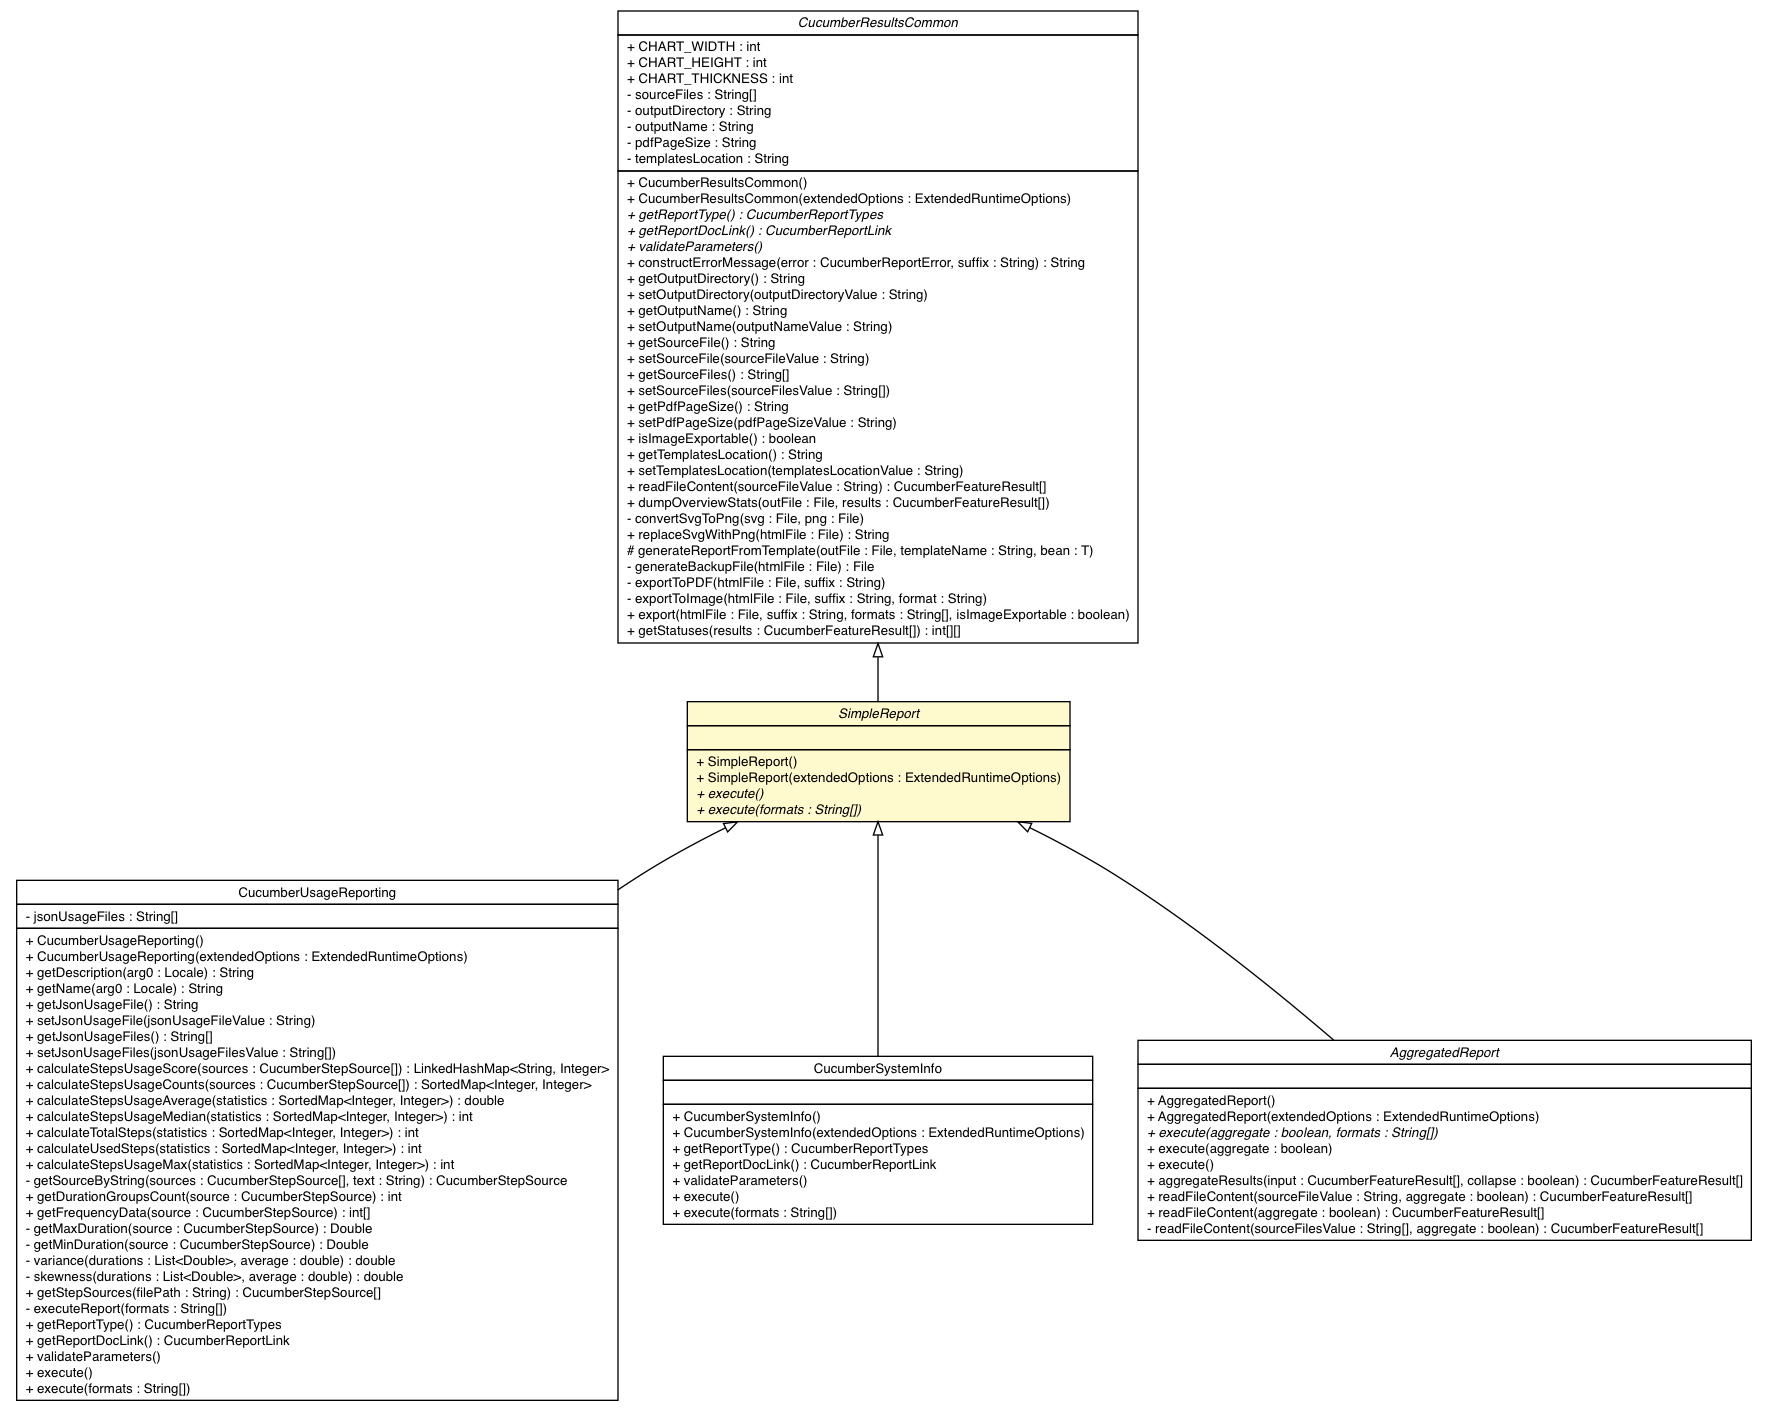 CucumberResultsCommon
+ CHART_WIDTH : int
+ CHART_HEIGHT : int
+ CHART_THICKNESS : int
- sourceFiles : String[]
- outputDirectory : String
- outputName : String
- pdfPageSize : String
- templatesLocation : String
+ CucumberResultsCommon()
+ CucumberResultsCommon(extendedOptions : ExtendedRuntimeOptions)
+ getReportType() : CucumberReportTypes
+ getReportDocLink() : CucumberReportLink
+ validateParameters()
+ constructErrorMessage(error : CucumberReportError, suffix : String) : String
+ getOutputDirectory() : String
+ setOutputDirectory(outputDirectoryValue : String)
+ getOutputName() : String
+ setOutputName(outputNameValue : String)
+ getSourceFile() : String
+ setSourceFile(sourceFileValue : String)
+ getSourceFiles() : String[]
+ setSourceFiles(sourceFilesValue : String[])
+ getPdfPageSize() : String
+ setPdfPageSize(pdfPageSizeValue : String)
+ isImageExportable() : boolean
+ getTemplatesLocation() : String
+ setTemplatesLocation(templatesLocationValue : String)
+ readFileContent(sourceFileValue : String) : CucumberFeatureResult[]
+ dumpOverviewStats(outFile : File, results : CucumberFeatureResult[])
- convertSvgToPng(svg : File, png : File)
+ replaceSvgWithPng(htmlFile : File) : String
# generateReportFromTemplate(outFile : File, templateName : String, bean : T)
- generateBackupFile(htmlFile : File) : File
- exportToPDF(htmlFile : File, suffix : String)
- exportToImage(htmlFile : File, suffix : String, format : String)
+ export(htmlFile : File, suffix : String, formats : String[], isImageExportable : boolean)
+ getStatuses(results : CucumberFeatureResult[]) : int[][]
SimpleReport
+ SimpleReport()
+ SimpleReport(extendedOptions : ExtendedRuntimeOptions)
+ execute()
+ execute(formats : String[])
CucumberUsageReporting
- jsonUsageFiles : String[]
+ CucumberUsageReporting()
+ CucumberUsageReporting(extendedOptions : ExtendedRuntimeOptions)
+ getDescription(arg0 : Locale) : String
+ getName(arg0 : Locale) : String
+ getJsonUsageFile() : String
+ setJsonUsageFile(jsonUsageFileValue : String)
+ getJsonUsageFiles() : String[]
+ setJsonUsageFiles(jsonUsageFilesValue : String[])
+ calculateStepsUsageScore(sources : CucumberStepSource[]) : LinkedHashMap<String, Integer>
+ calculateStepsUsageCounts(sources : CucumberStepSource[]) : SortedMap<Integer, Integer>
+ calculateStepsUsageAverage(statistics : SortedMap<Integer, Integer>) : double
+ calculateStepsUsageMedian(statistics : SortedMap<Integer, Integer>) : int
+ calculateTotalSteps(statistics : SortedMap<Integer, Integer>) : int
+ calculateUsedSteps(statistics : SortedMap<Integer, Integer>) : int
+ calculateStepsUsageMax(statistics : SortedMap<Integer, Integer>) : int
- getSourceByString(sources : CucumberStepSource[], text : String) : CucumberStepSource
+ getDurationGroupsCount(source : CucumberStepSource) : int
+ getFrequencyData(source : CucumberStepSource) : int[]
- getMaxDuration(source : CucumberStepSource) : Double
- getMinDuration(source : CucumberStepSource) : Double
- variance(durations : List<Double>, average : double) : double
- skewness(durations : List<Double>, average : double) : double
+ getStepSources(filePath : String) : CucumberStepSource[]
- executeReport(formats : String[])
+ getReportType() : CucumberReportTypes
+ getReportDocLink() : CucumberReportLink
+ validateParameters()
+ execute()
+ execute(formats : String[])
CucumberSystemInfo
+ CucumberSystemInfo()
+ CucumberSystemInfo(extendedOptions : ExtendedRuntimeOptions)
+ getReportType() : CucumberReportTypes
+ getReportDocLink() : CucumberReportLink
+ validateParameters()
+ execute()
+ execute(formats : String[])
AggregatedReport
+ AggregatedReport()
+ AggregatedReport(extendedOptions : ExtendedRuntimeOptions)
+ execute(aggregate : boolean, formats : String[])
+ execute(aggregate : boolean)
+ execute()
+ aggregateResults(input : CucumberFeatureResult[], collapse : boolean) : CucumberFeatureResult[]
+ readFileContent(sourceFileValue : String, aggregate : boolean) : CucumberFeatureResult[]
+ readFileContent(aggregate : boolean) : CucumberFeatureResult[]
- readFileContent(sourceFilesValue : String[], aggregate : boolean) : CucumberFeatureResult[]